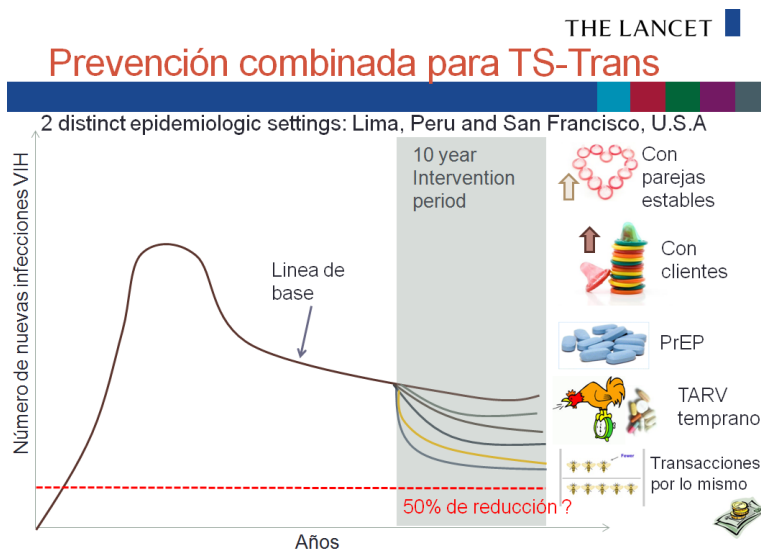 THE LANCET
Prevención combinada para TS-Trans
2 distinct epidemiologic settings: Lima, Peru and San Francisco, U.S.A
Número de nuevas infecciones VIH
10 year
Intervention
period
Linea de
base
Con
parejas
estables
Con
clientes
PrEP
TARV
temprano
Fewer
Transacciones
por lo mismo
50% de reducción ?
Años